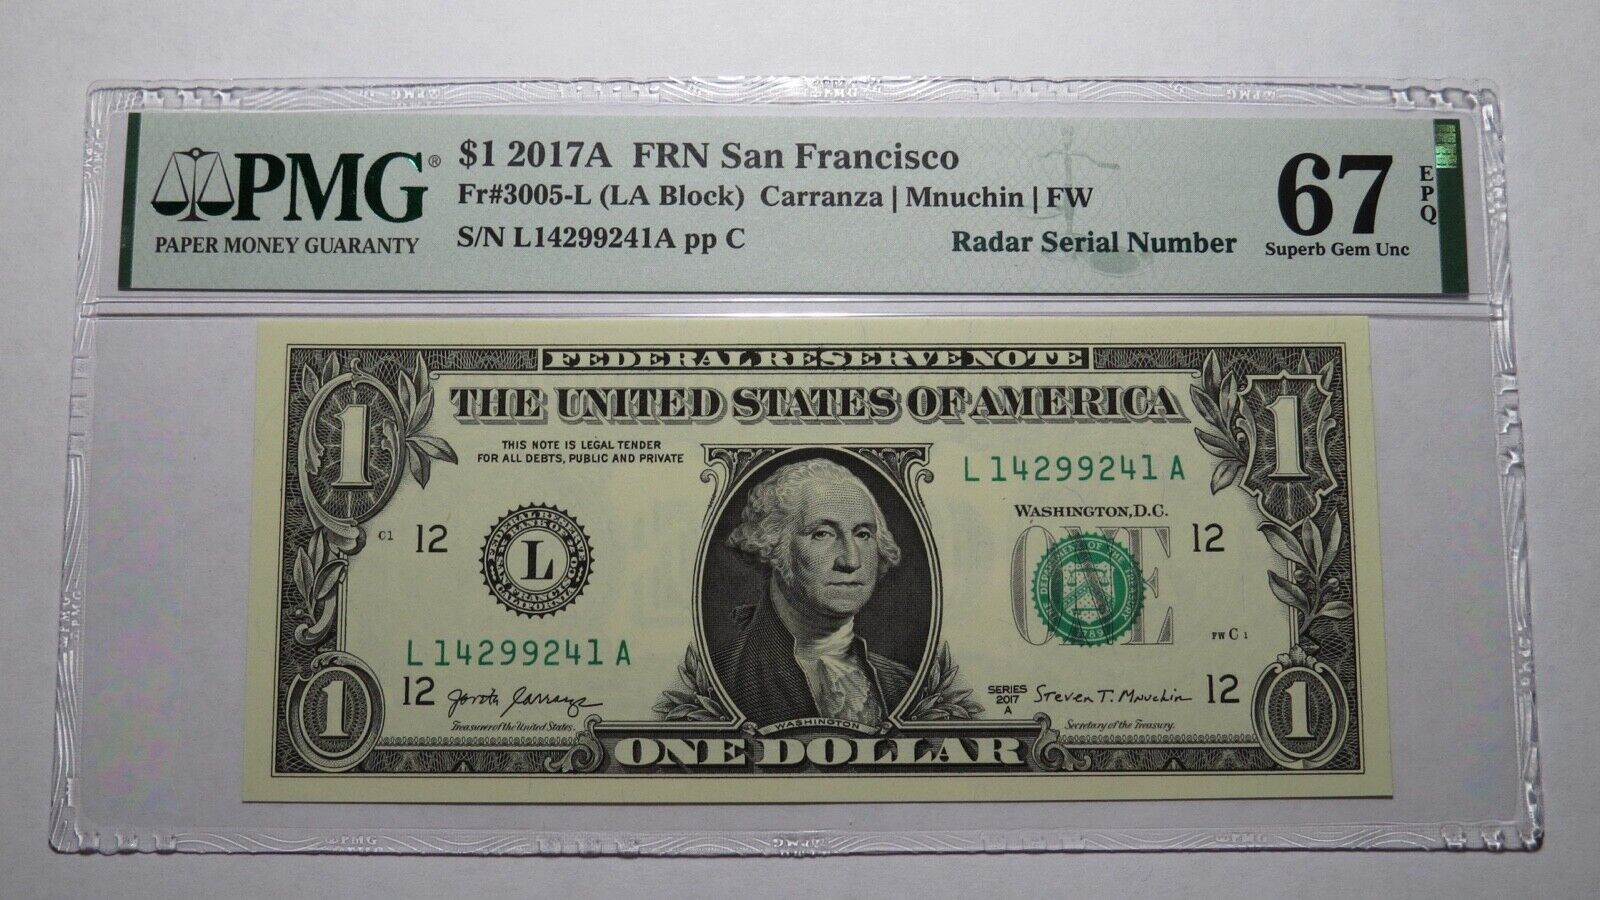 PMG®
PAPER MONEY GUARANTY
$1 2017A FRN San Francisco
Fr#3005-L (LA Block) Carranza | Mnuchin | FW
S/N L14299241A pp C
Radar Serial Number
67
EPQ
Superb Gem Unc
FEDERAL RESERVE NOTE
THE UNITED STATES OF AMERICA
1
1
THIS NOTE IS LEGAL TENDER
FOR ALL DEBTS, PUBLIC AND PRIVATE
L 14299241 A
WASHINGTON, D.C.
C1
12
L
ONE
12
FW C 1
L 14299241 A
12
Treasurer of the United States.
SERIES
2017
A
Steven T. Mnuchin
Secretary of the Treasury.
12
1
WASHINGTON
ONE DOLLAR
1